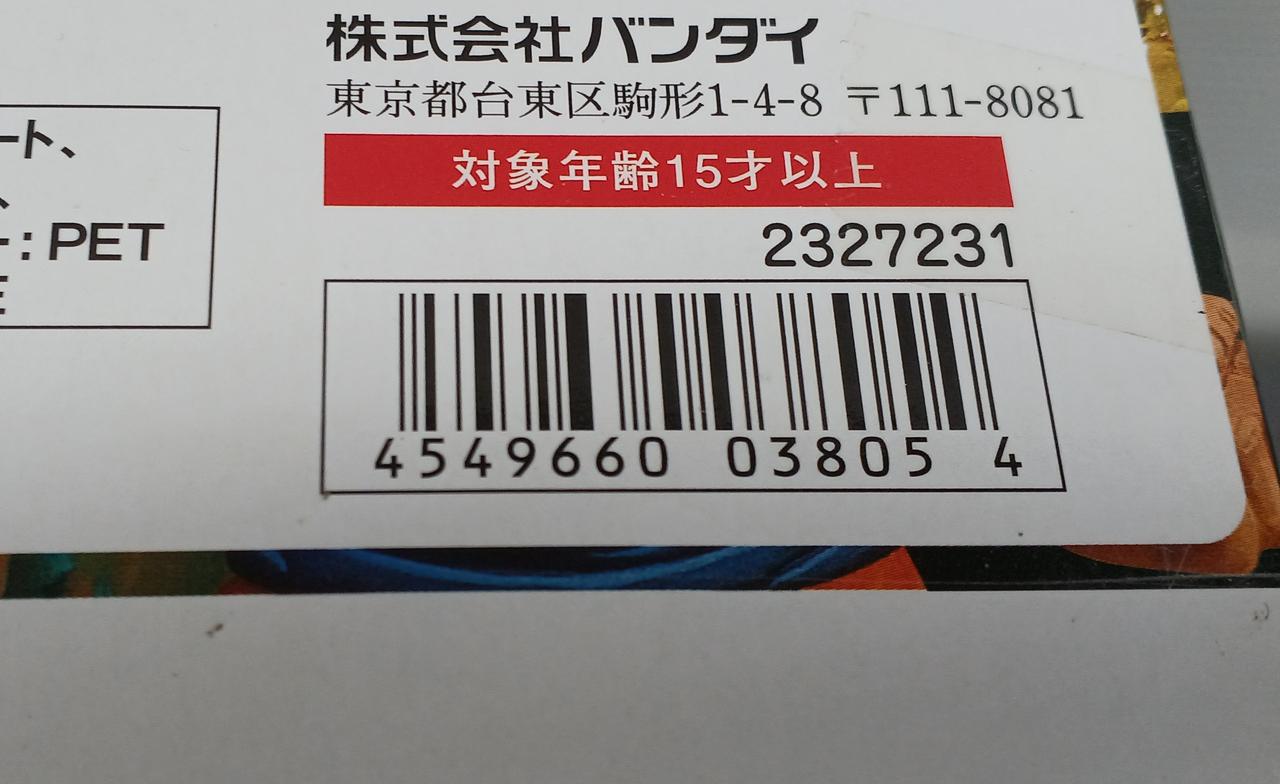 株式会社バンダイ
東京都台東区駒形1-4-8 〒111-8081
対象年齢15才以上
2327231
4549660 03805 4
ート、
、
ー:PET
E